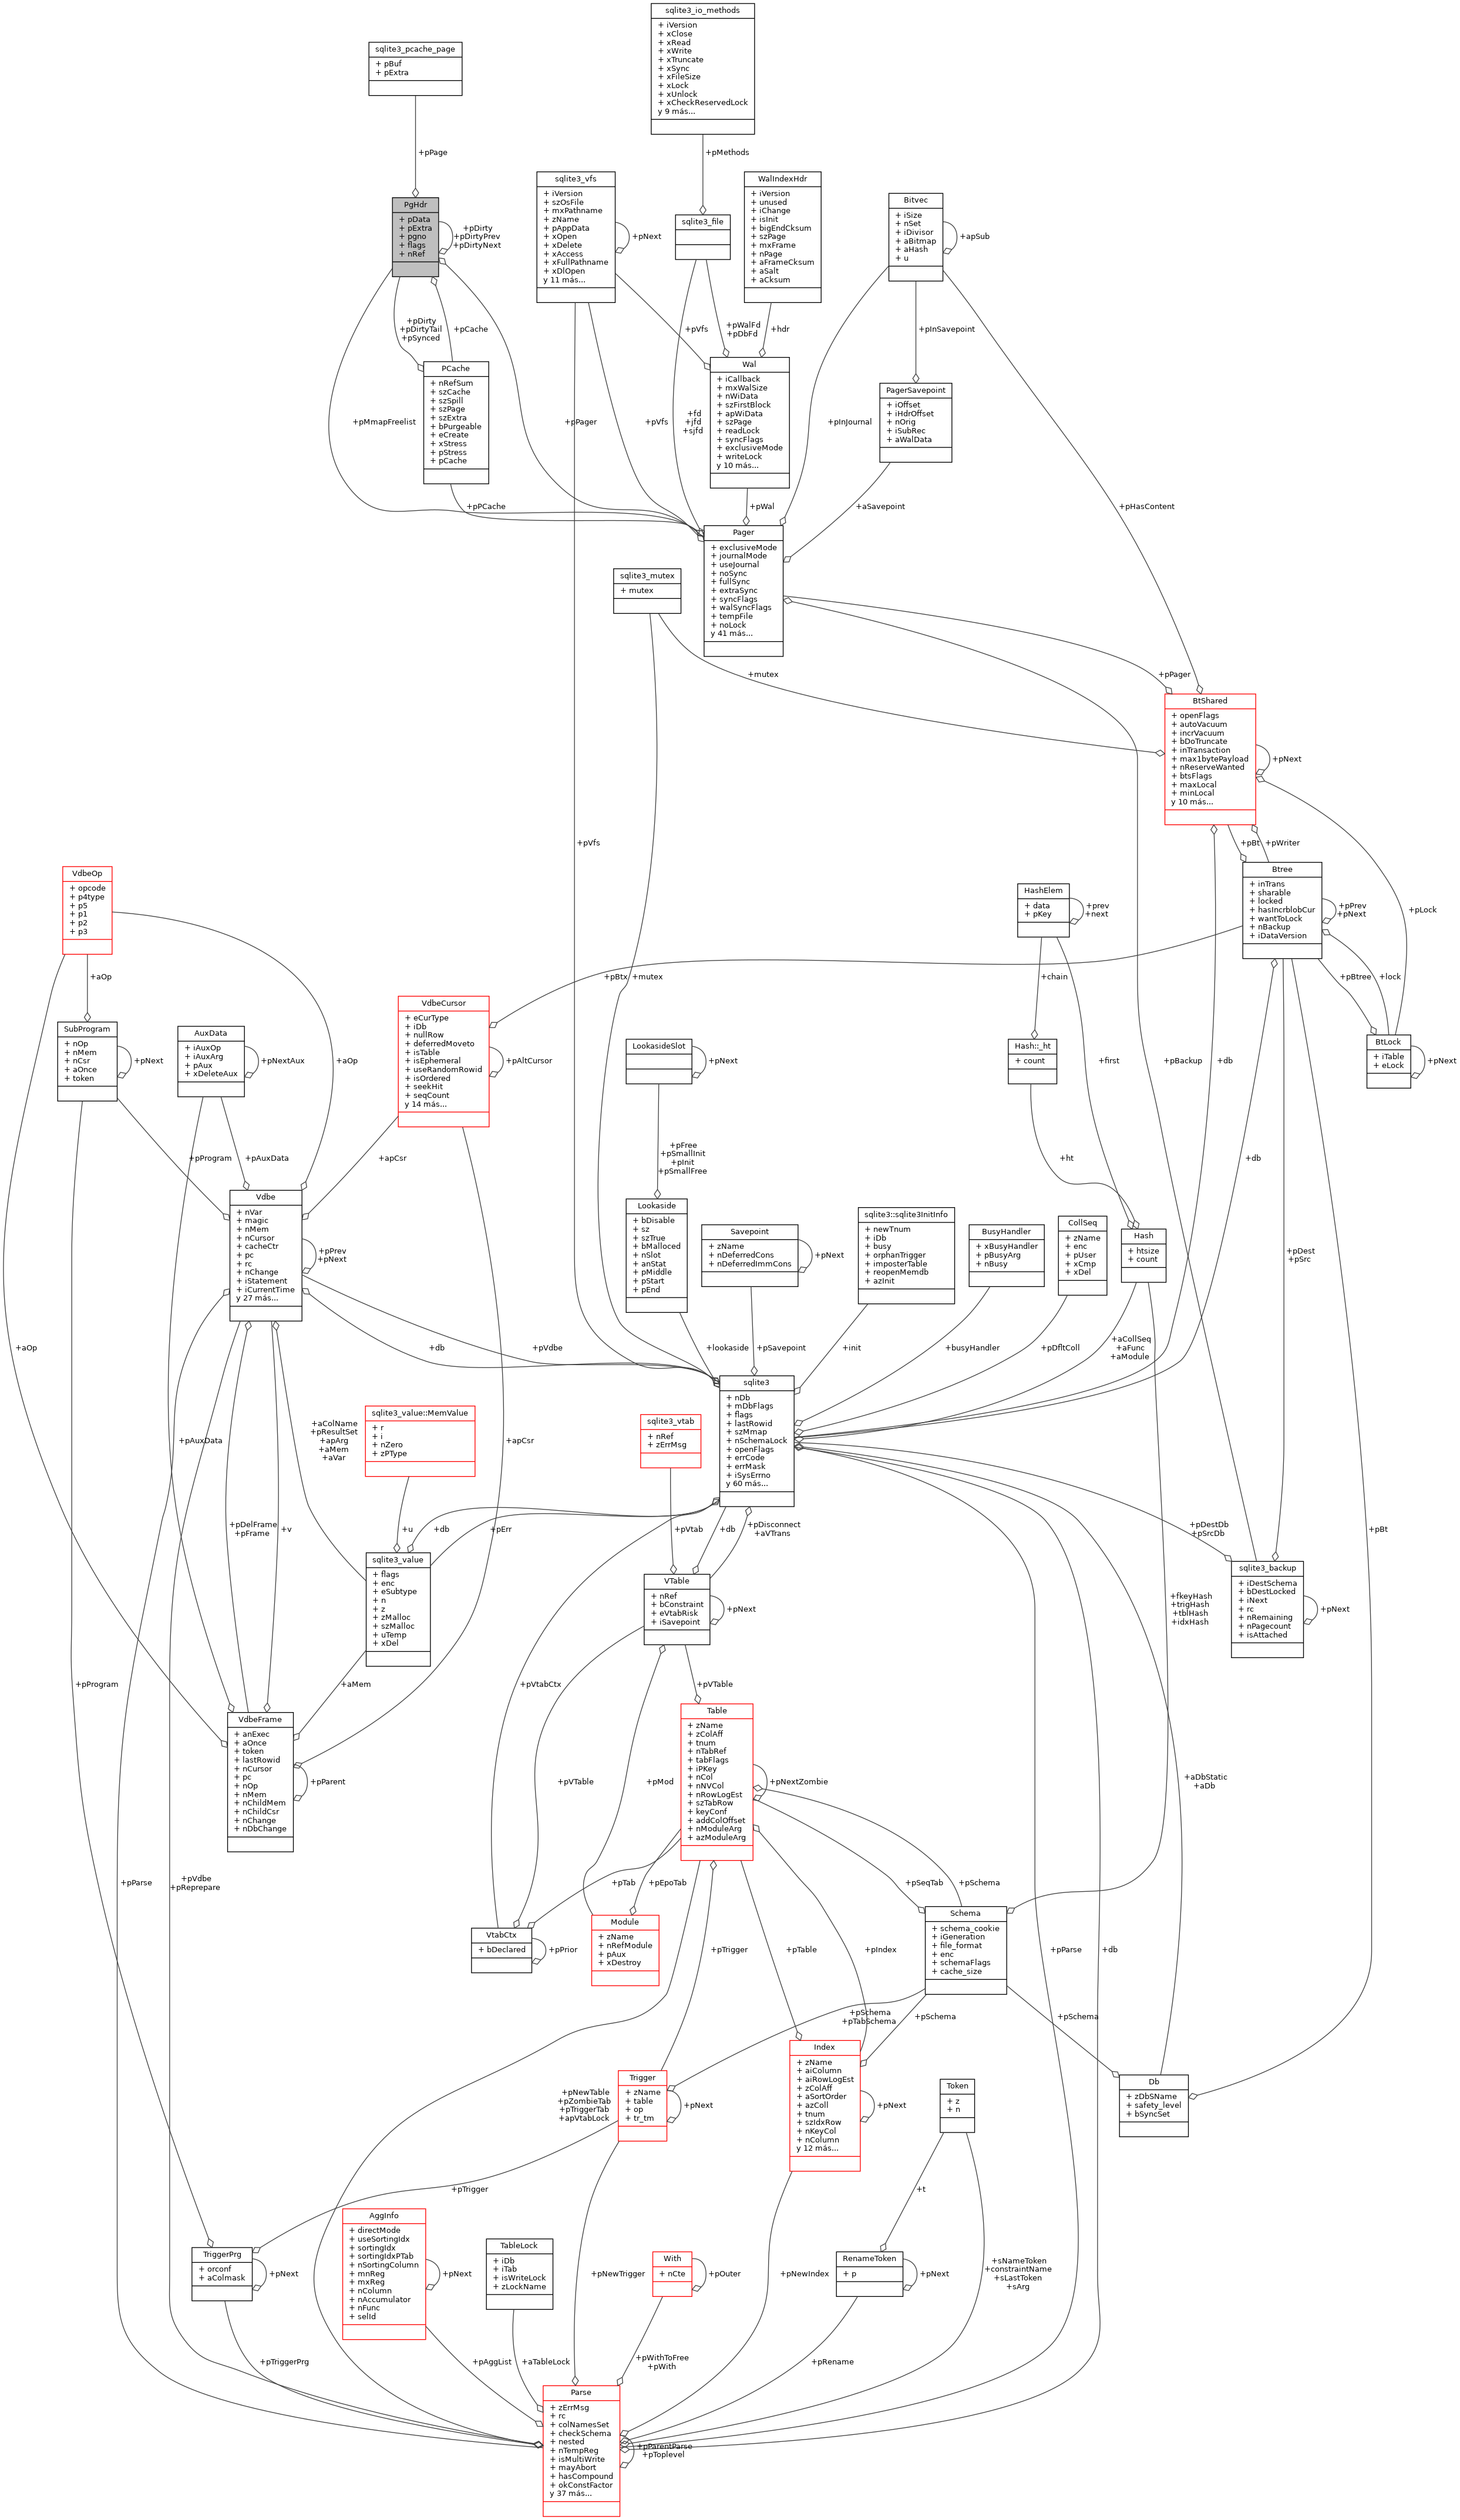 sqlite3_io_methods
+ iVersion
+ xClose
+ xRead
+ xWrite
+ xTruncate
+ xSync
+ xFileSize
+ xLock
+ xUnlock
+ xCheckReservedLock
y 9 más...
sqlite3_pcache_page
+ pBuf
+ pExtra
+pPage
+pMethods
sqlite3_vfs
+ iVersion
+ szOsFile
+ mxPathname
+ zName
+ pAppData
+ xOpen
+ xDelete
+ xAccess
+ xFullPathname
+ xDlOpen
y 11 más...
+pNext
WalIndexHdr
+ iVersion
+ unused
+ iChange
+ isInit
+ bigEndCksum
+ szPage
+ mxFrame
+ nPage
+ aFrameCksum
+ aSalt
+ aCksum
PgHdr
+ pData
+ pExtra
+ pgno
+ flags
+ nRef
+pDirty
+pDirtyPrev
+pDirtyNext
sqlite3_file
Bitvec
+ iSize
+ nSet
+ iDivisor
+ aBitmap
+ aHash
+ u
+apSub
+pDirty
+pDirtyTail
+pSynced
+pCache
+pVfs
+pWalFd
+pDbFd
+hdr
+pInSavepoint
PCache
+ nRefSum
+ szCache
+ szSpill
+ szPage
+ szExtra
+ bPurgeable
+ eCreate
+ xStress
+ pStress
+ pCache
Wal
+ iCallback
+ mxWalSize
+ nWiData
+ szFirstBlock
+ apWiData
+ szPage
+ readLock
+ syncFlags
+ exclusiveMode
+ writeLock
y 10 más...
PagerSavepoint
+ iOffset
+ iHdrOffset
+ nOrig
+ iSubRec
+ aWalData
+pMmapFreelist
+pPager
+pVfs
+fd
+jfd
+sjfd
+pInJournal
+pPCache
+pWal
+aSavepoint
+pHasContent
Pager
+ exclusiveMode
+ journalMode
+ useJournal
+ noSync
+ fullSync
+ extraSync
+ syncFlags
+ walSyncFlags
+ tempFile
+ noLock
y 41 más...
sqlite3_mutex
+ mutex
+mutex
+pPager
BtShared
+ openFlags
+ autoVacuum
+ incrVacuum
+ bDoTruncate
+ inTransaction
+ max1bytePayload
+ nReserveWanted
+ btsFlags
+ maxLocal
+ minLocal
y 10 más...
+pNext
+pVfs
+pBt
+pWriter
Btree
+ inTrans
+ sharable
+ locked
+ hasIncrblobCur
+ wantToLock
+ nBackup
+ iDataVersion
+pPrev
+pNext
+pLock
VdbeOp
+ opcode
+ p4type
+ p5
+ p1
+ p2
+ p3
HashElem
+ data
+ pKey
+prev
+next
+aOp
+pBtx
+mutex
+chain
+pBtree
+lock
VdbeCursor
+ eCurType
+ iDb
+ nullRow
+ deferredMoveto
+ isTable
+ isEphemeral
+ useRandomRowid
+ isOrdered
+ seekHit
+ seqCount
y 14 más...
+pAltCursor
SubProgram
+ nOp
+ nMem
+ nCsr
+ aOnce
+ token
+pNext
AuxData
+ iAuxOp
+ iAuxArg
+ pAux
+ xDeleteAux
+pNextAux
+aOp
LookasideSlot
+pNext
Hash::_ht
+ count
+first
+pBackup
+db
BtLock
+ iTable
+ eLock
+pNext
+pProgram
+pAuxData
+apCsr
+pFree
+pSmallInit
+pInit
+pSmallFree
+ht
+db
Vdbe
+ nVar
+ magic
+ nMem
+ nCursor
+ cacheCtr
+ pc
+ rc
+ nChange
+ iStatement
+ iCurrentTime
y 27 más...
+pPrev
+pNext
Lookaside
+ bDisable
+ sz
+ szTrue
+ bMalloced
+ nSlot
+ anStat
+ pMiddle
+ pStart
+ pEnd
Savepoint
+ zName
+ nDeferredCons
+ nDeferredImmCons
+pNext
sqlite3::sqlite3InitInfo
+ newTnum
+ iDb
+ busy
+ orphanTrigger
+ imposterTable
+ reopenMemdb
+ azInit
BusyHandler
+ xBusyHandler
+ pBusyArg
+ nBusy
CollSeq
+ zName
+ enc
+ pUser
+ xCmp
+ xDel
Hash
+ htsize
+ count
+pDest
+pSrc
+aOp
+db
+pVdbe
+lookaside
+pSavepoint
+init
+busyHandler
+pDfltColl
+aCollSeq
+aFunc
+aModule
sqlite3
+ nDb
+ mDbFlags
+ flags
+ lastRowid
+ szMmap
+ nSchemaLock
+ openFlags
+ errCode
+ errMask
+ iSysErrno
y 60 más...
sqlite3_value::MemValue
+ r
+ i
+ nZero
+ zPType
sqlite3_vtab
+ nRef
+ zErrMsg
+pAuxData
+aColName
+pResultSet
+apArg
+aMem
+aVar
+apCsr
+pDelFrame
+pFrame
+v
+u
+db
+pErr
+pVtab
+db
+pDisconnect
+aVTrans
+pDestDb
+pSrcDb
+pBt
sqlite3_value
+ flags
+ enc
+ eSubtype
+ n
+ z
+ zMalloc
+ szMalloc
+ uTemp
+ xDel
VTable
+ nRef
+ bConstraint
+ eVtabRisk
+ iSavepoint
+pNext
sqlite3_backup
+ iDestSchema
+ bDestLocked
+ iNext
+ rc
+ nRemaining
+ nPagecount
+ isAttached
+pNext
+fkeyHash
+trigHash
+tblHash
+idxHash
+pProgram
+aMem
+pVtabCtx
+pVTable
VdbeFrame
+ anExec
+ aOnce
+ token
+ lastRowid
+ nCursor
+ pc
+ nOp
+ nMem
+ nChildMem
+ nChildCsr
+ nChange
+ nDbChange
+pParent
Table
+ zName
+ zColAff
+ tnum
+ nTabRef
+ tabFlags
+ iPKey
+ nCol
+ nNVCol
+ nRowLogEst
+ szTabRow
+ keyConf
+ addColOffset
+ nModuleArg
+ azModuleArg
+pNextZombie
+pVTable
+pMod
+aDbStatic
+aDb
+pParse
+pVdbe
+pReprepare
+pTab
+pEpoTab
+pSeqTab
+pSchema
VtabCtx
+ bDeclared
+pPrior
Module
+ zName
+ nRefModule
+ pAux
+ xDestroy
+pTrigger
+pTable
+pIndex
Schema
+ schema_cookie
+ iGeneration
+ file_format
+ enc
+ schemaFlags
+ cache_size
+pParse
+db
+pSchema
+pTabSchema
+pSchema
+pSchema
Index
+ zName
+ aiColumn
+ aiRowLogEst
+ zColAff
+ aSortOrder
+ azColl
+ tnum
+ szIdxRow
+ nKeyCol
+ nColumn
y 12 más...
+pNext
Trigger
+ zName
+ table
+ op
+ tr_tm
+pNext
Token
+ z
+ n
Db
+ zDbSName
+ safety_level
+ bSyncSet
+pNewTable
+pZombieTab
+pTriggerTab
+apVtabLock
+pTrigger
+t
AggInfo
+ directMode
+ useSortingIdx
+ sortingIdx
+ sortingIdxPTab
+ nSortingColumn
+ mnReg
+ mxReg
+ nColumn
+ nAccumulator
+ nFunc
+ selId
+pNext
TriggerPrg
+ orconf
+ aColmask
+pNext
TableLock
+ iDb
+ iTab
+ isWriteLock
+ zLockName
With
+ nCte
+pOuter
RenameToken
+ p
+pNext
+pNewTrigger
+pNewIndex
+sNameToken
+constraintName
+sLastToken
+sArg
+pTriggerPrg
+pAggList
+aTableLock
+pWithToFree
+pWith
+pRename
Parse
+ zErrMsg
+ rc
+ colNamesSet
+ checkSchema
+ nested
+ nTempReg
+ isMultiWrite
+ mayAbort
+ hasCompound
+ okConstFactor
y 37 más...
+pParentParse
+pToplevel